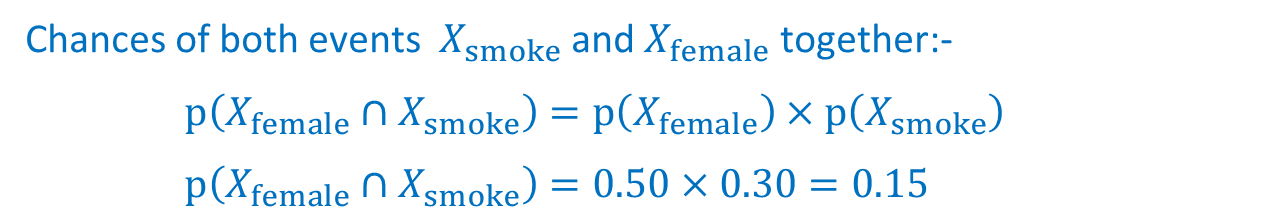 Chances of both events X_smoke and X_female together:-
p(X_female ∩ X_smoke) = p(X_female) × p(X_smoke)
p(X_female ∩ X_smoke) = 0.50 × 0.30 = 0.15